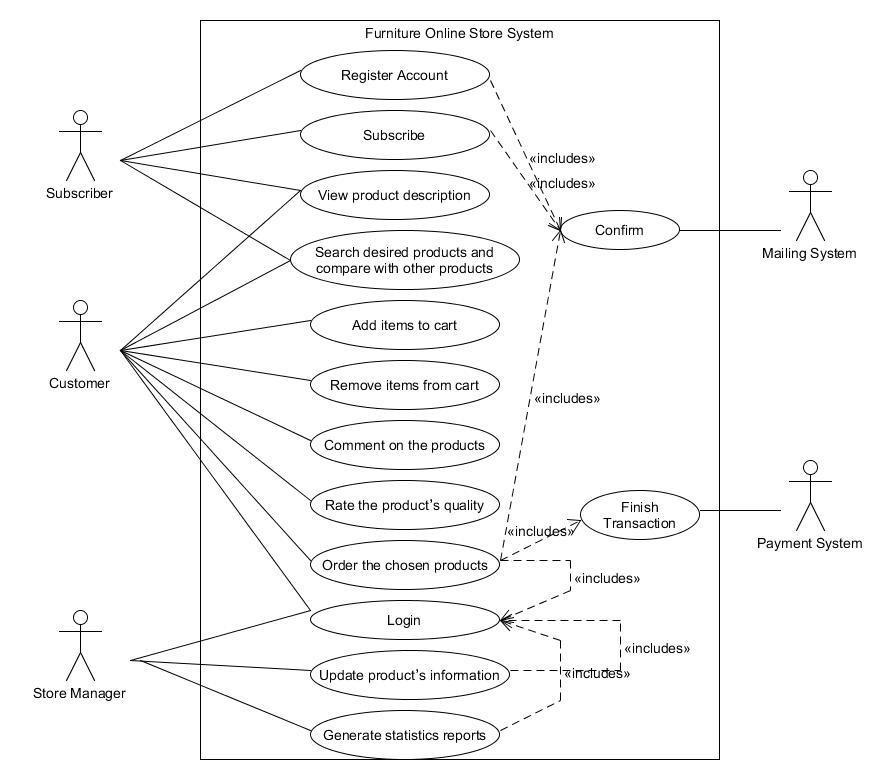 Furniture Online Store System
Register Account
Subscribe
«includes»
«includes»
Subscriber
View product description
Confirm
Mailing System
Search desired products and
compare with other products
Add items to cart
Customer
Remove items from cart
«includes»
Comment on the products
Rate the product's quality
Finish
Transaction
«includes»
Payment System
Order the chosen products
«includes»
Login
«includes»
Update product's information
«includes»
Store Manager
Generate statistics reports